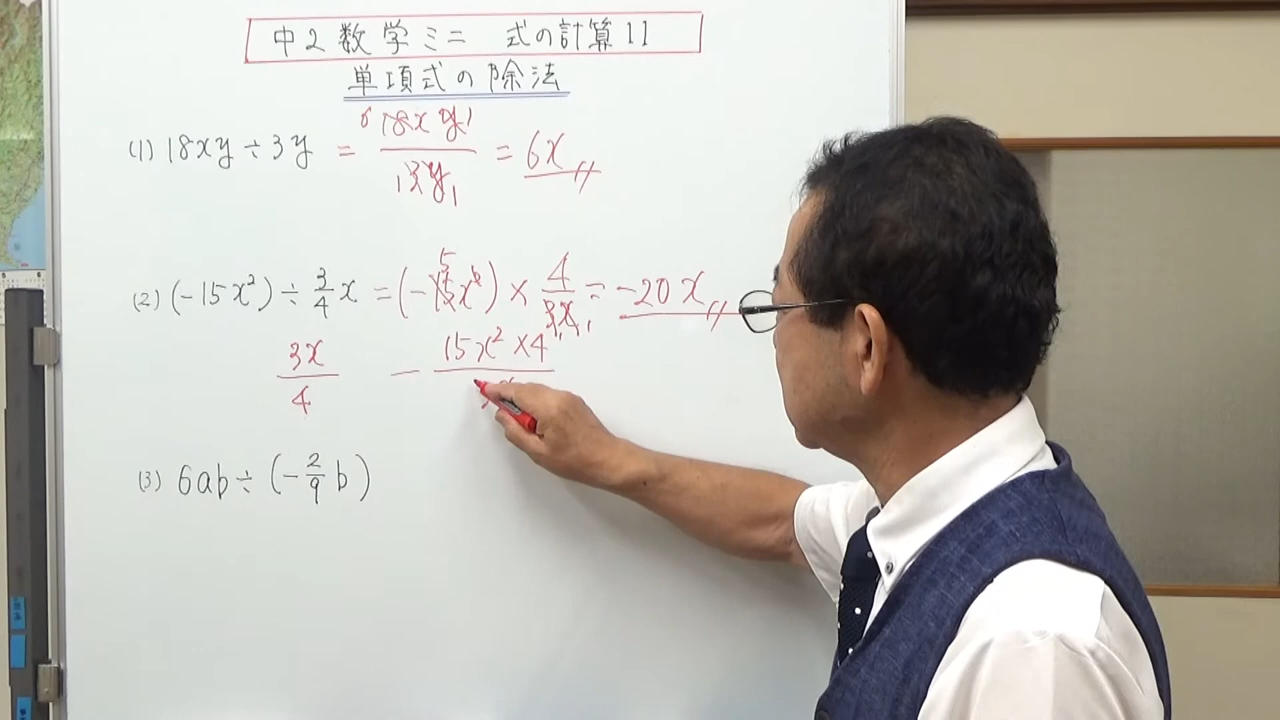 中2数学ミニ 式の計算11
単項式の除法
(1) 18xy÷3y = 18xy/3y = 6x
(2) (-15x²)÷3/4x = (-15x²)×4/3x = -20x
3x/4 -15x²×4
(3) 6ab÷(-2/9b)